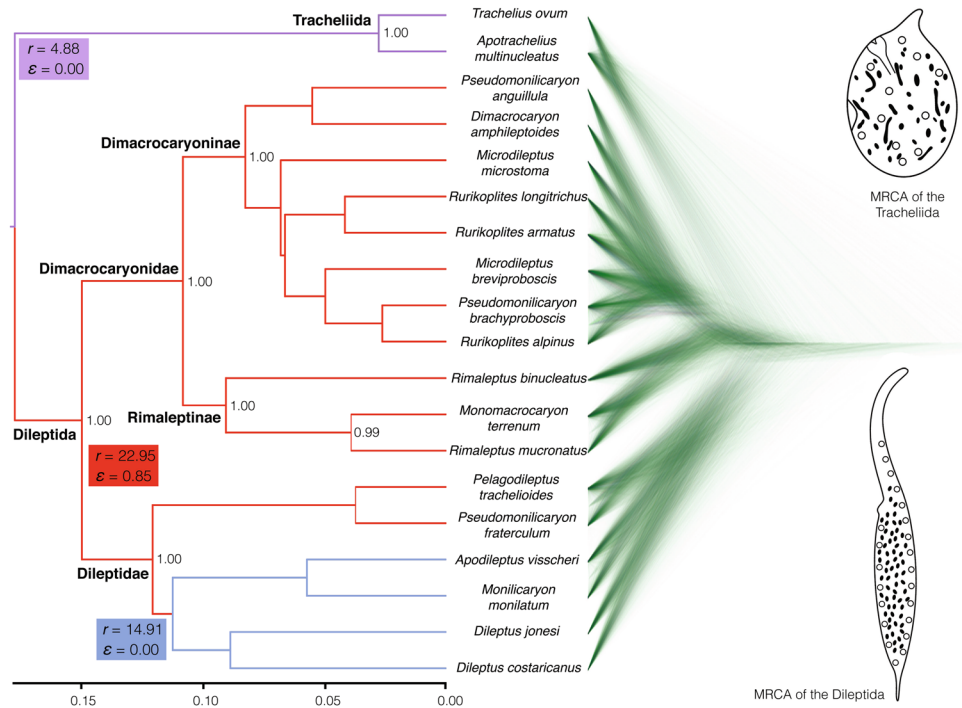 Tracheliida
1.00
r = 4.88
ε = 0.00
Trachelius ovum
Apotrachelius
multinucleatus
Pseudomonilicaryon
anguillula
Dimacrocaryon
amphileptoides
Microdileptus
microstoma
Rurikoplites longitrichus
Rurikoplites armatus
Microdileptus
breviproboscis
Pseudomonilicaryon
brachyproboscis
Rurikoplites alpinus
Rimaleptus binucleatus
Monomacrocaryon
terrenum
Rimaleptus mucronatus
Pelagodileptus
trachelioides
Pseudomonilicaryon
fraterculum
Apodileptus visscheri
Monilicaryon
monilatum
Dileptus jonesi
Dileptus costaricanus
Dimacrocaryoninae
1.00
Dimacrocaryonidae
1.00
Rimaleptinae
1.00
0.99
Dileptida
1.00
r = 22.95
ε = 0.85
Dileptidae
1.00
r = 14.91
ε = 0.00
0.15
0.10
0.05
0.00
MRCA of the
Tracheliida
MRCA of the Dileptida